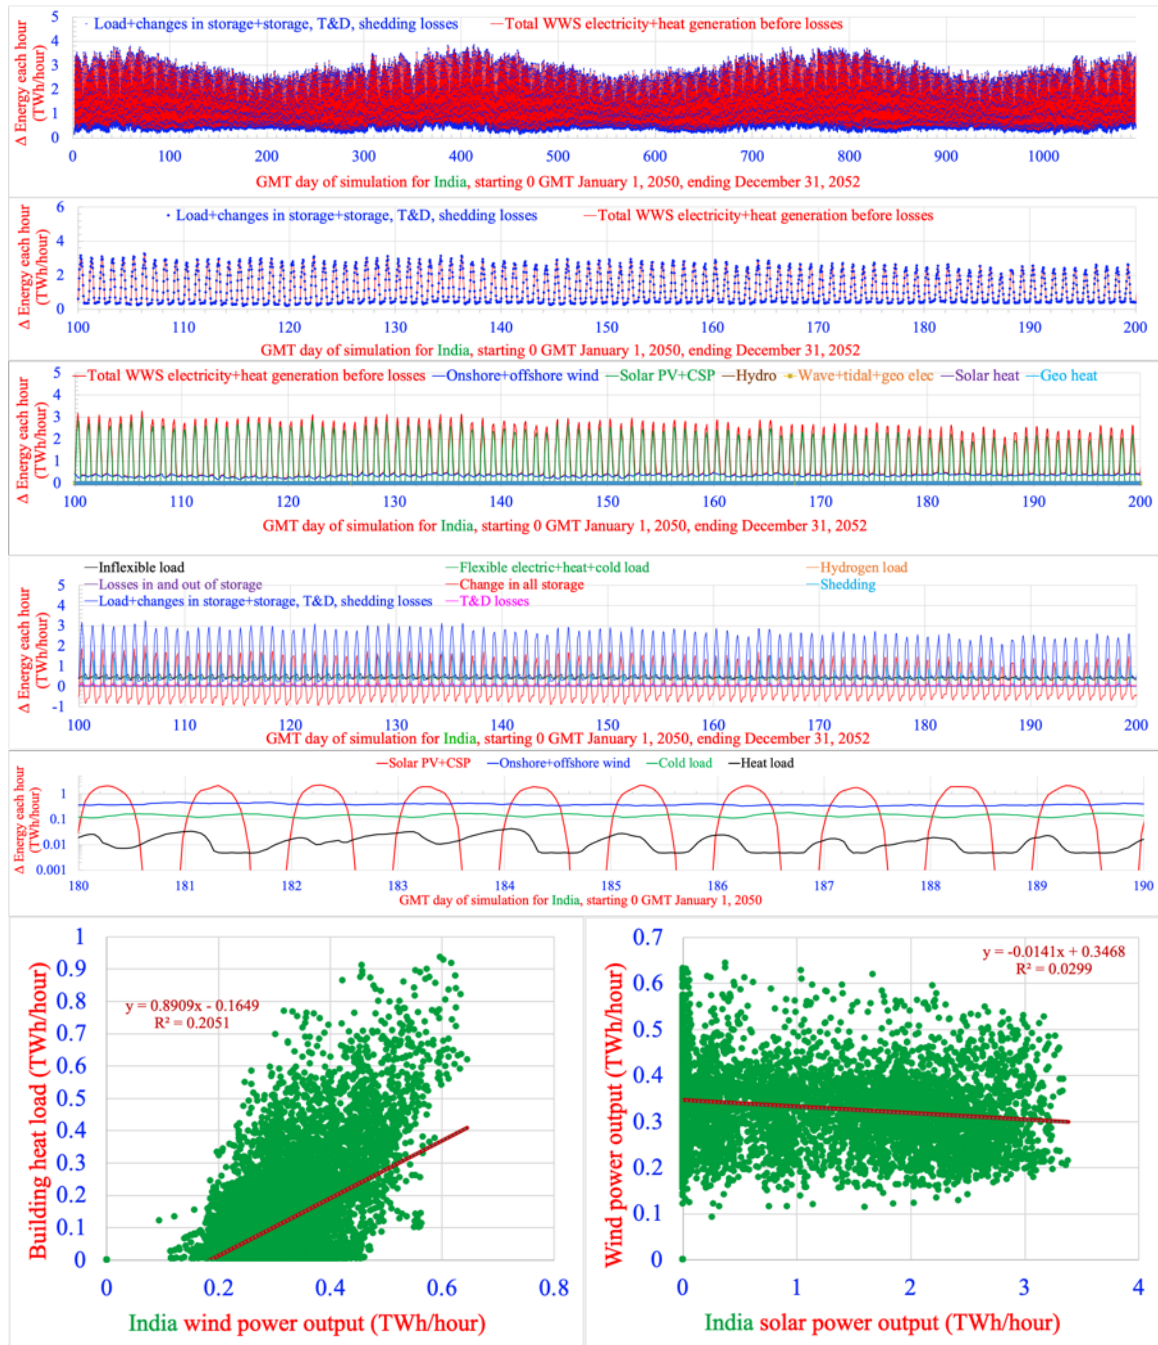 Load+changes in storage+storage, T&D, shedding losses
Total WWS electricity+heat generation before losses
Δ Energy each hour
(TWh/hour)
5
4
3
2
1
0
0 100 200 300 400 500 600 700 800 900 1000
GMT day of simulation for India, starting 0 GMT January 1, 2050, ending December 31, 2052
Load+changes in storage+storage, T&D, shedding losses
Total WWS electricity+heat generation before losses
Δ Energy each hour
(TWh/hour)
6
4
2
0
100 110 120 130 140 150 160 170 180 190 200
GMT day of simulation for India, starting 0 GMT January 1, 2050, ending December 31, 2052
Total WWS electricity+heat generation before losses Onshore+offshore wind Solar PV+CSP Hydro Wave+tidal+geo elec Solar heat Geo heat
Δ Energy each hour
(TWh/hour)
5
4
3
2
1
0
100 110 120 130 140 150 160 170 180 190 200
GMT day of simulation for India, starting 0 GMT January 1, 2050, ending December 31, 2052
Inflexible load Flexible electric+heat+cold load Hydrogen load
Losses in and out of storage Change in all storage Shedding
Load+changes in storage+storage, T&D, shedding losses T&D losses
Δ Energy each hour
(TWh/hour)
5
4
3
2
1
0
-1
100 110 120 130 140 150 160 170 180 190 200
GMT day of simulation for India, starting 0 GMT January 1, 2050, ending December 31, 2052
Solar PV+CSP Onshore+offshore wind Cold load Heat load
Δ Energy each hour
(TWh/hour)
1
0.1
0.01
0.001
180 181 182 183 184 185 186 187 188 189 190
GMT day of simulation for India, starting 0 GMT January 1, 2050
Building heat load (TWh/hour)
1
0.9
0.8
0.7
0.6
0.5
0.4
0.3
0.2
0.1
0
y = 0.8909x - 0.1649
R² = 0.2051
0 0.2 0.4 0.6 0.8
India wind power output (TWh/hour)
Wind power output (TWh/hour)
0.7
0.6
0.5
0.4
0.3
0.2
0.1
0
y = -0.0141x + 0.3468
R² = 0.0299
0 1 2 3 4
India solar power output (TWh/hour)